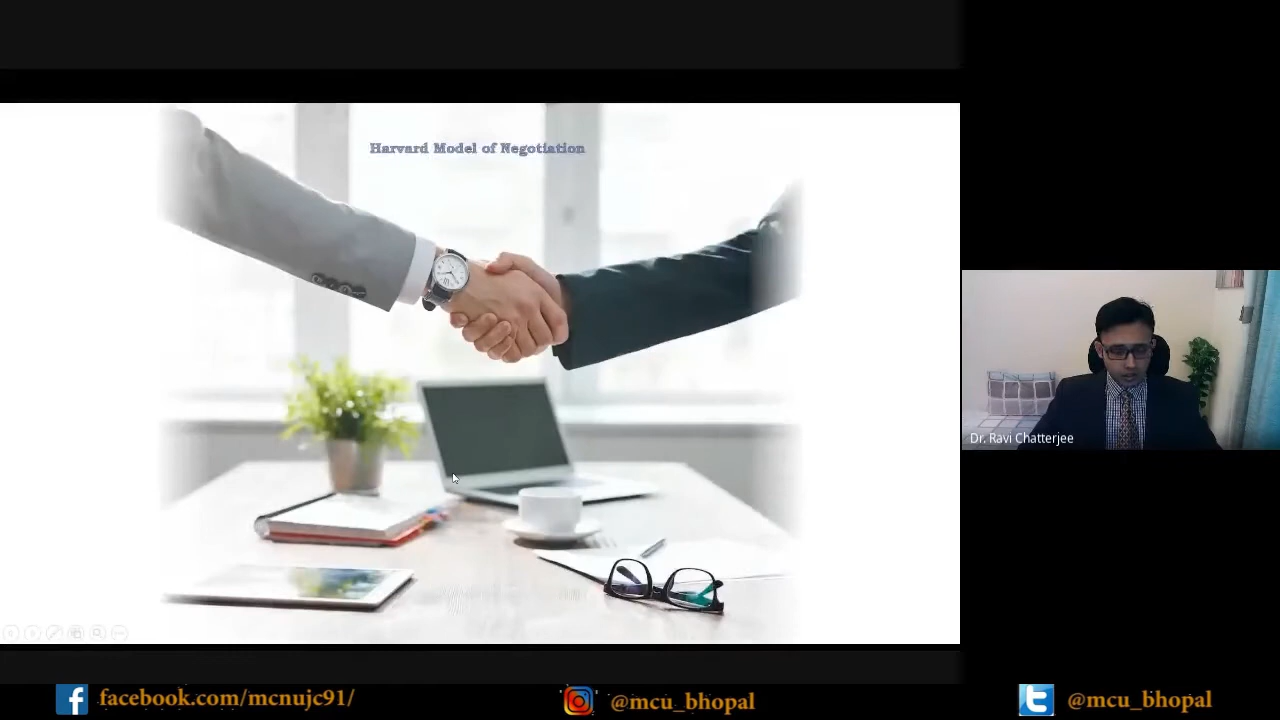 Harvard Model of Negotiation
Dr. Ravi Chatterjee
facebook.com/mcnujc91/
@mcu_bhopal
@mcu_bhopal